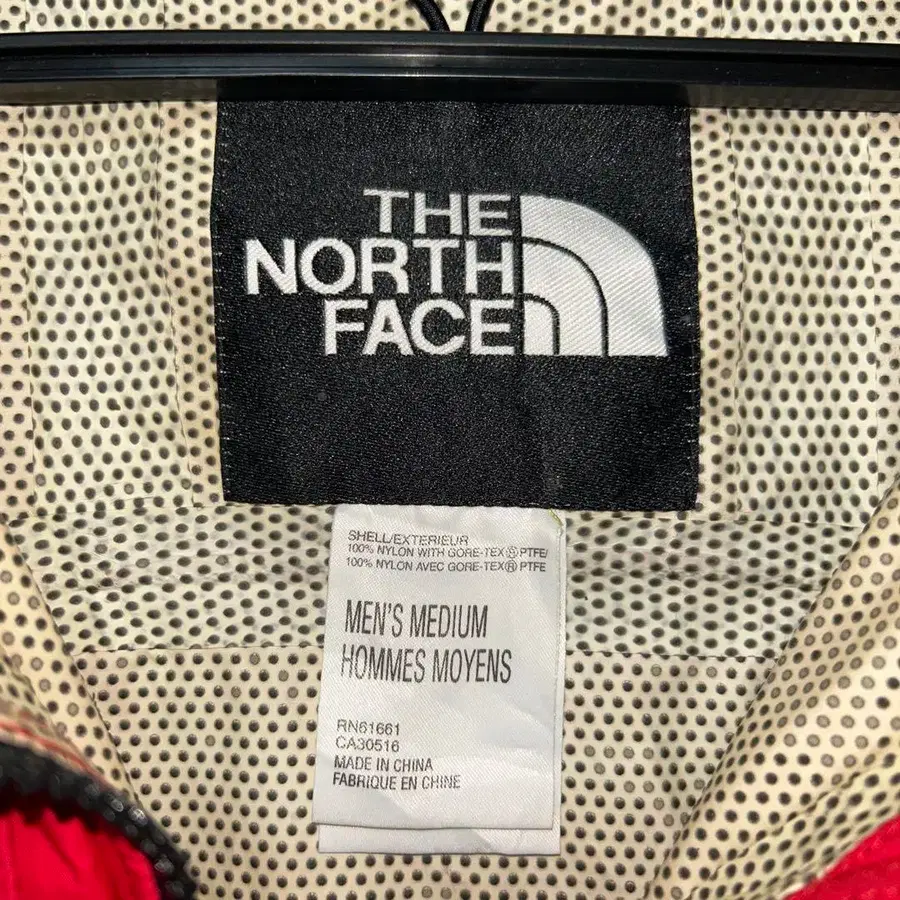 THE
NORTH
FACE
SHELL/EXTERIEUR
100% NYLON WITH GORE-TEX® PTFE/
100% NYLON AVEC GORE-TEX® PTFE
MEN'S MEDIUM
HOMMES MOYENS
RN61661
CA30516
MADE IN CHINA
FABRIQUE EN CHINE